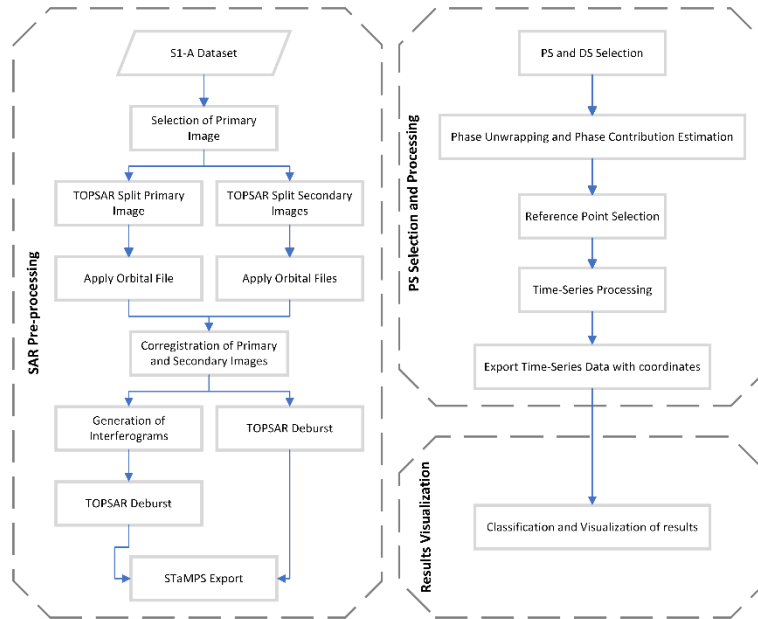 S1-A Dataset
Selection of Primary
Image
TOPSAR Split Primary
Image
TOPSAR Split Secondary
Images
Apply Orbital File
Apply Orbital Files
Corregistration of Primary
and Secondary Images
Generation of
Interferograms
TOPSAR Deburst
TOPSAR Deburst
STaMPS Export
SAR Pre-processing
PS and DS Selection
Phase Unwrapping and Phase Contribution Estimation
Reference Point Selection
Time-Series Processing
Export Time-Series Data with coordinates
PS Selection and Processing
Classification and Visualization of results
Results Visualization